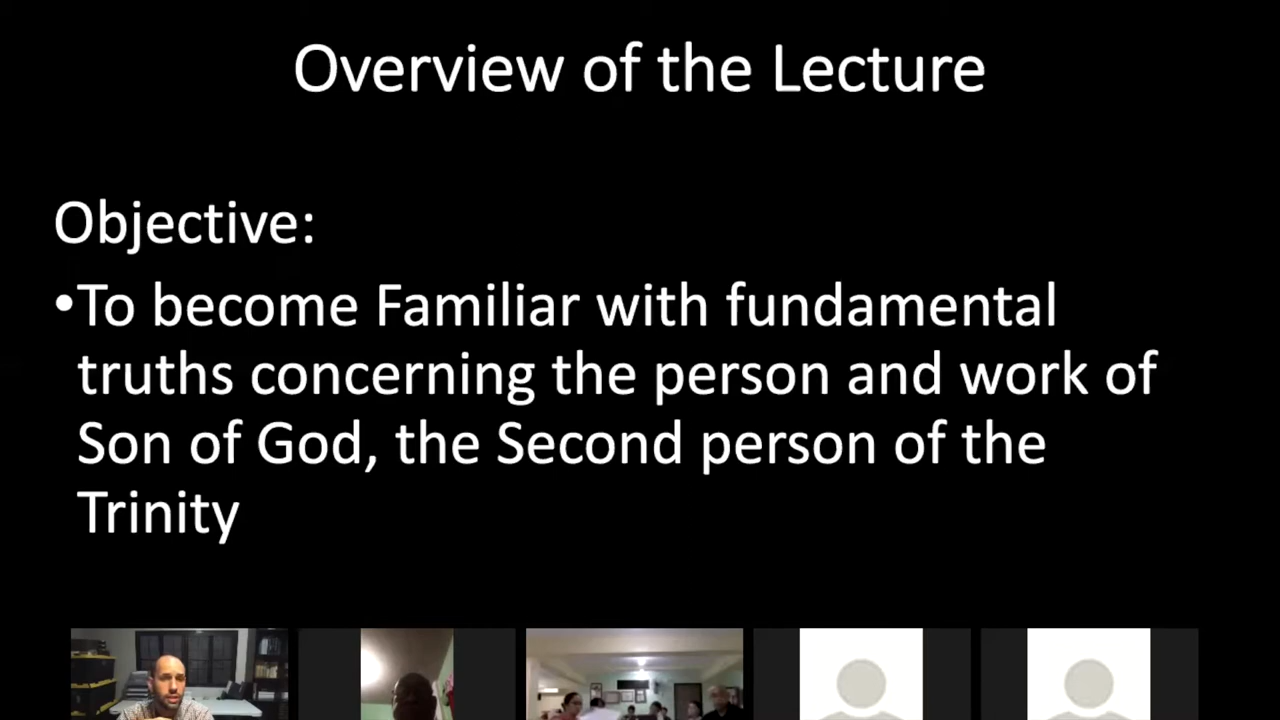 Overview of the Lecture
Objective:
•To become Familiar with fundamental
truths concerning the person and work of
Son of God, the Second person of the
Trinity